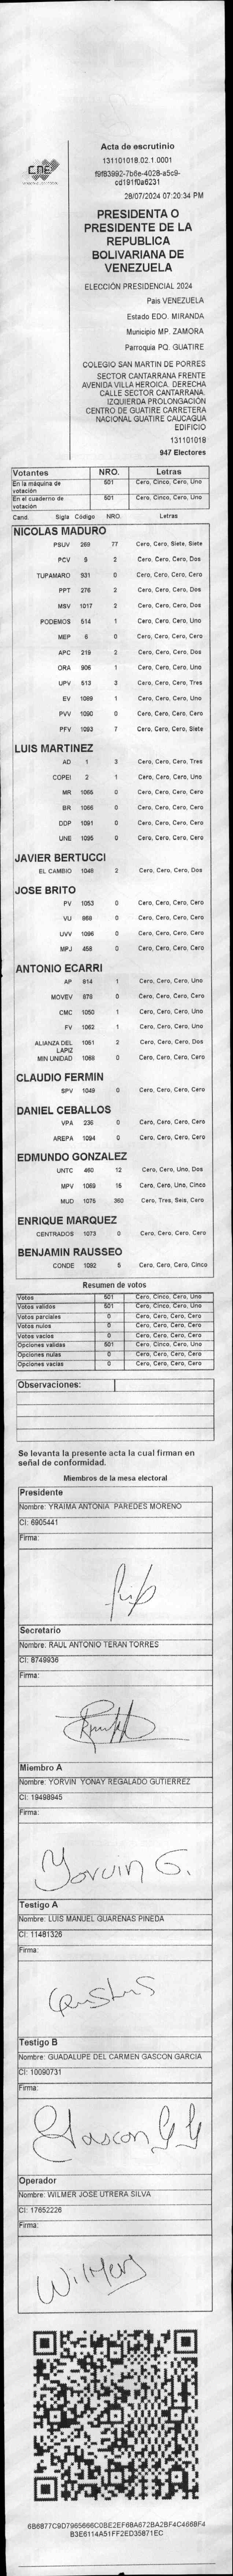 CNE
Acta de escrutinio
131101018.02.1.0001
f9f83992-7b6e-4028-a5c9-
cd191f0a6231
28/07/2024 07:20:34 PM
PRESIDENTA O
PRESIDENTE DE LA
REPUBLICA
BOLIVARIANA DE
VENEZUELA
ELECCIÓN PRESIDENCIAL 2024
País VENEZUELA
Estado EDO. MIRANDA
Municipio MP. ZAMORA
Parroquia PQ. GUATIRE
COLEGIO SAN MARTIN DE PORRES
SECTOR CANTARRANA FRENTE
AVENIDA VILLA HEROICA. DERECHA
CALLE SECTOR CANTARRANA.
IZQUIERDA PROLONGACIÓN
CENTRO DE GUATIRE CARRETERA
NACIONAL GUATIRE CAUCAGUA
EDIFICIO
131101018
947 Electores
Votantes NRO. Letras
En la máquina de votación 501 Cero, Cinco, Cero, Uno
En el cuaderno de votación 501 Cero, Cinco, Cero, Uno
Cand. Sigla Código NRO. Letras
NICOLAS MADURO
PSUV 269 77 Cero, Cero, Siete, Siete
PCV 9 2 Cero, Cero, Cero, Dos
TUPAMARO 931 0 Cero, Cero, Cero, Cero
PPT 276 2 Cero, Cero, Cero, Dos
MSV 1017 2 Cero, Cero, Cero, Dos
PODEMOS 514 1 Cero, Cero, Cero, Uno
MEP 6 0 Cero, Cero, Cero, Cero
APC 219 2 Cero, Cero, Cero, Dos
ORA 906 1 Cero, Cero, Cero, Uno
UPV 513 3 Cero, Cero, Cero, Tres
EV 1089 1 Cero, Cero, Cero, Uno
PVV 1090 0 Cero, Cero, Cero, Cero
PFV 1093 7 Cero, Cero, Cero, Siete
LUIS MARTINEZ
AD 1 3 Cero, Cero, Cero, Tres
COPEI 2 1 Cero, Cero, Cero, Uno
MR 1065 0 Cero, Cero, Cero, Cero
BR 1066 0 Cero, Cero, Cero, Cero
DDP 1091 0 Cero, Cero, Cero, Cero
UNE 1095 0 Cero, Cero, Cero, Cero
JAVIER BERTUCCI
EL CAMBIO 1048 2 Cero, Cero, Cero, Dos
JOSE BRITO
PV 1053 0 Cero, Cero, Cero, Cero
VU 868 0 Cero, Cero, Cero, Cero
UVV 1096 0 Cero, Cero, Cero, Cero
MPJ 458 0 Cero, Cero, Cero, Cero
ANTONIO ECARRI
AP 814 1 Cero, Cero, Cero, Uno
MOVEV 878 0 Cero, Cero, Cero, Cero
CMC 1050 1 Cero, Cero, Cero, Uno
FV 1062 1 Cero, Cero, Cero, Uno
ALIANZA DEL LAPIZ 1051 2 Cero, Cero, Cero, Dos
MIN UNIDAD 1068 0 Cero, Cero, Cero, Cero
CLAUDIO FERMIN
SPV 1049 0 Cero, Cero, Cero, Cero
DANIEL CEBALLOS
VPA 236 0 Cero, Cero, Cero, Cero
AREPA 1094 0 Cero, Cero, Cero, Cero
EDMUNDO GONZALEZ
UNTC 460 12 Cero, Cero, Uno, Dos
MPV 1069 15 Cero, Cero, Uno, Cinco
MUD 1075 360 Cero, Tres, Seis, Cero
ENRIQUE MARQUEZ
CENTRADOS 1073 0 Cero, Cero, Cero, Cero
BENJAMIN RAUSSEO
CONDE 1092 5 Cero, Cero, Cero, Cinco
Resumen de votos
Votos 501 Cero, Cinco, Cero, Uno
Votos validos 501 Cero, Cinco, Cero, Uno
Votos parciales 0 Cero, Cero, Cero, Cero
Votos nulos 0 Cero, Cero, Cero, Cero
Votos vacios 0 Cero, Cero, Cero, Cero
Opciones validas 501 Cero, Cinco, Cero, Uno
Opciones nulas 0 Cero, Cero, Cero, Cero
Opciones vacias 0 Cero, Cero, Cero, Cero
Observaciones:
Se levanta la presente acta la cual firman en
señal de conformidad.
Miembros de la mesa electoral
Presidente
Nombre: YRAIMA ANTONIA PAREDES MORENO
CI: 6905441
Firma:
Secretario
Nombre: RAUL ANTONIO TERAN TORRES
CI: 8749936
Firma:
Miembro A
Nombre: YORVIN YONAY REGALADO GUTIERREZ
CI: 19498945
Firma:
Yorvin G.
Testigo A
Nombre: LUIS MANUEL GUARENAS PINEDA
CI: 11481326
Firma:
Testigo B
Nombre: GUADALUPE DEL CARMEN GASCON GARCIA
CI: 10090731
Firma:
Gascon GG
Operador
Nombre: WILMER JOSE UTRERA SILVA
CI: 17652226
Firma:
Wilmer
6B6877C9D7965666C0BE2EF68A672BA2BF4C4668F4
B3E6114A51FF2ED35871EC